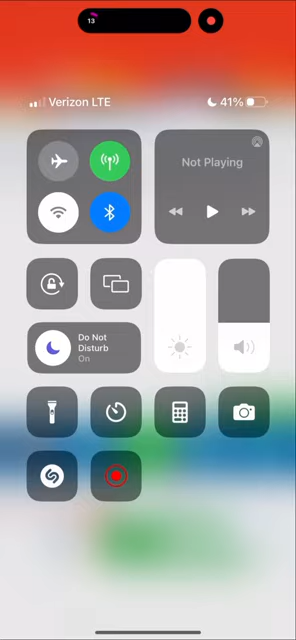 13
Verizon LTE
41%
Not Playing
Do Not
Disturb
On